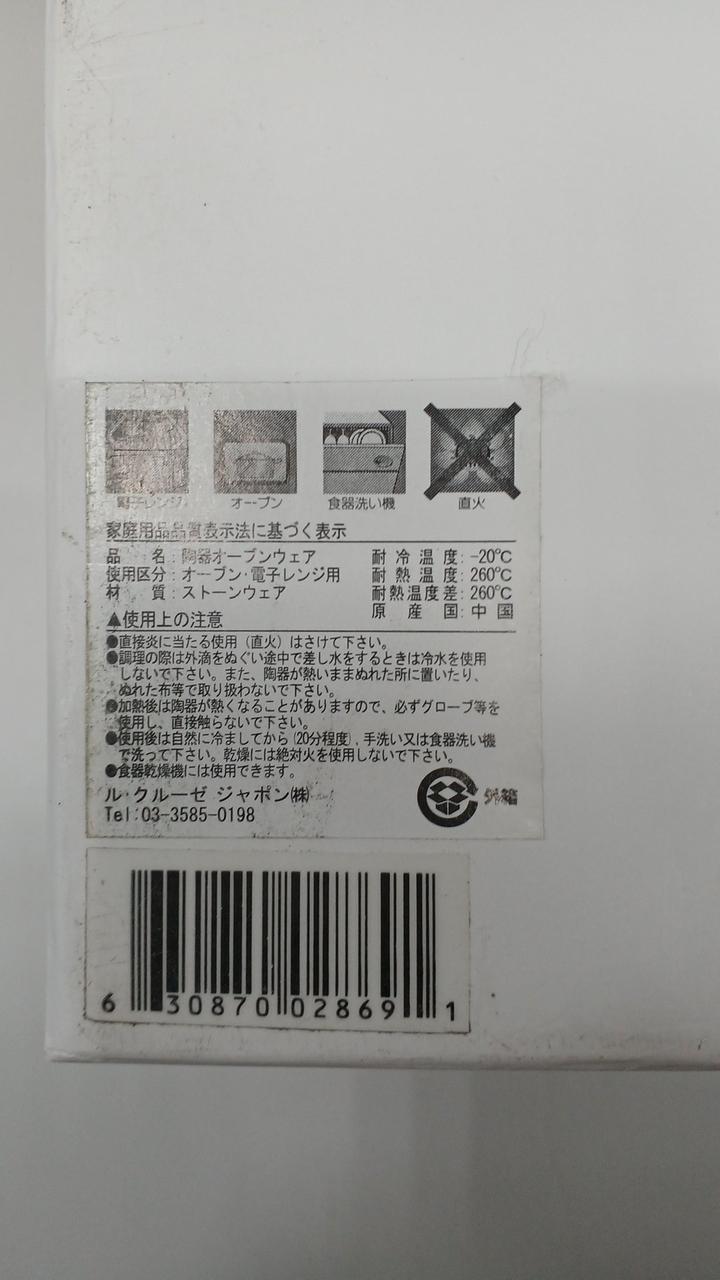 電子レンジ オーブン 食器洗い機 直火
家庭用品品質表示法に基づく表示
品 名:陶器オーブンウェア 耐冷温度:-20℃
使用区分:オーブン・電子レンジ用 耐熱温度:260℃
材 質:ストーンウェア 耐熱温度差:260℃
原産国:中国
▲使用上の注意
●直接炎に当たる使用(直火)はさけて下さい。
●調理の際は外滴をぬぐい途中で差し水をするときは冷水を使用
しないで下さい。また、陶器が熱いままぬれた所に置いたり、
ぬれた布等で取り扱わないで下さい。
●加熱後は陶器が熱くなることがありますので、必ずグローブ等を
使用し、直接触らないで下さい。
●使用後は自然に冷ましてから(20分程度),手洗い又は食器洗い機
で洗って下さい。乾燥には絶対火を使用しないで下さい。
●食器乾燥機には使用できます。
ル・クルーゼ ジャポン㈱
Tel:03-3585-0198
外箱
6 30870 02869 1